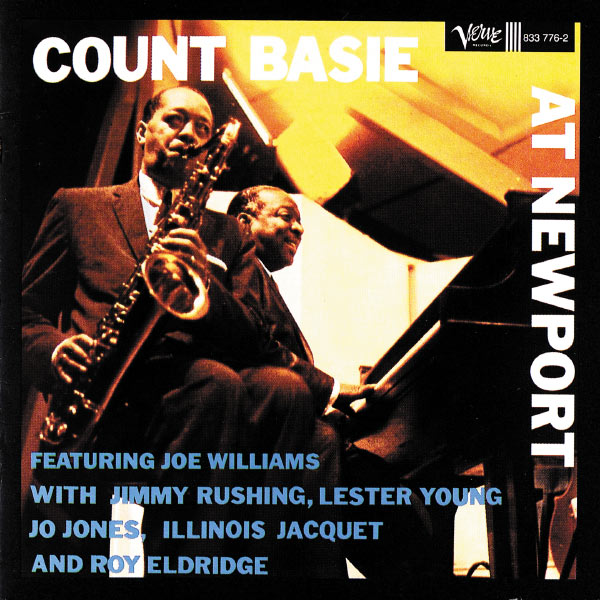 Verve
RECORDS
833 776-2
COUNT BASIE
AT NEWPORT
FEATURING JOE WILLIAMS
WITH JIMMY RUSHING, LESTER YOUNG
JO JONES, ILLINOIS JACQUET
AND ROY ELDRIDGE